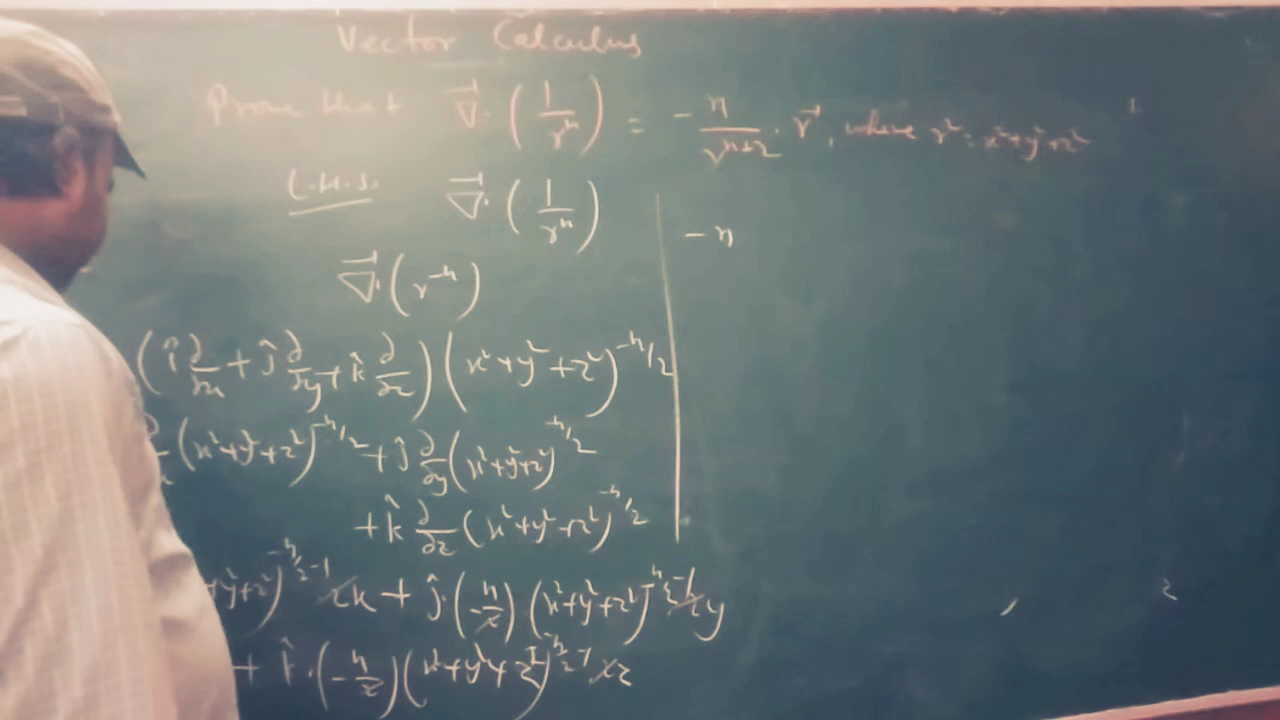 Vector Calculus
Prove that ∇⃗·(1/rⁿ) = -n/rⁿ⁺²· r⃗, where r² = x²+y²+z²
L.H.S. ∇⃗·(1/rⁿ)
∇⃗·(r⁻ⁿ)
(î ∂/∂x + ĵ ∂/∂y + k̂ ∂/∂z)(x²+y²+z²)^(-n/2)
(x²+y²+z²)^(-n/2) + ĵ ∂/∂y (x²+y²+z²)^(-n/2)
+ k̂ ∂/∂z (x²+y²+z²)^(-n/2)
+y²+z²)^(-n/2-1) 2x + ĵ·(-n/2)(x²+y²+z²)^(-n/2-1) 2y
+ k̂·(-n/2)(x²+y²+z²)^(-n/2-1) 2z
-n